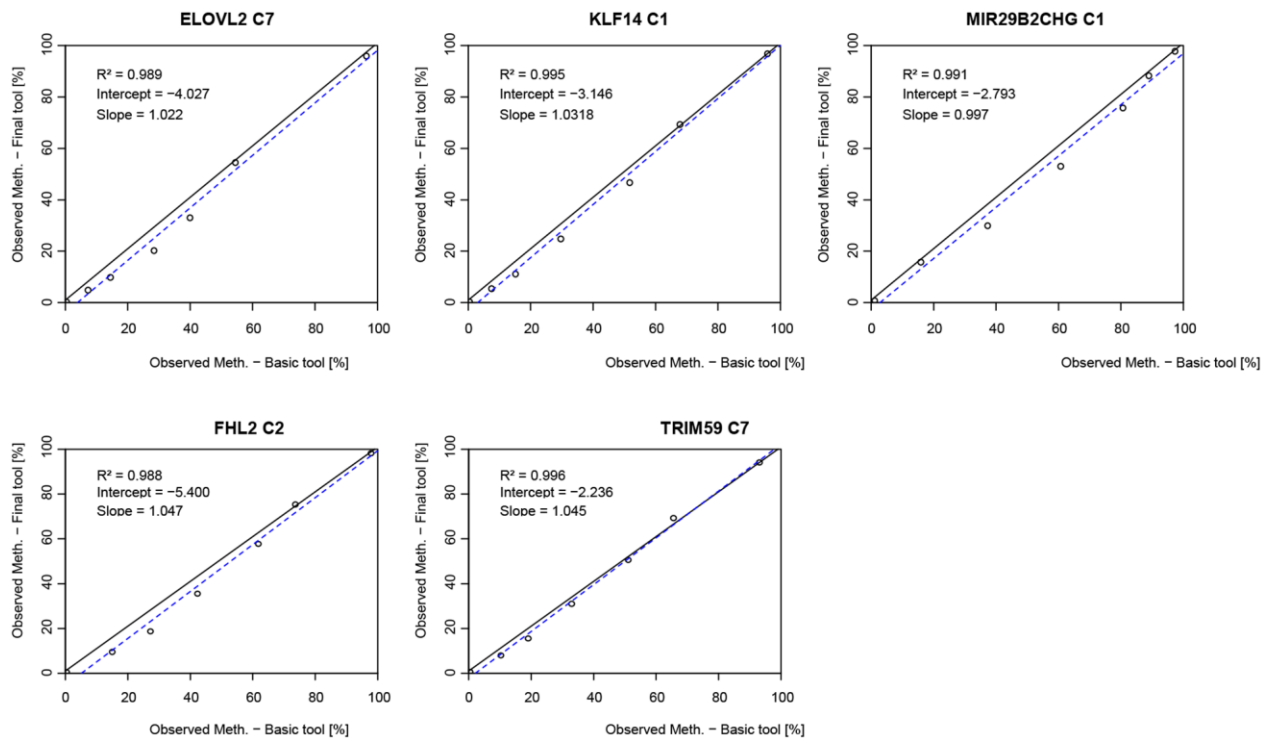 ELOVL2 C7
R² = 0.989
Intercept = −4.027
Slope = 1.022
Observed Meth. − Final tool [%]
0 20 40 60 80 100
0 20 40 60 80 100
Observed Meth. − Basic tool [%]
KLF14 C1
R² = 0.995
Intercept = −3.146
Slope = 1.0318
Observed Meth. − Final tool [%]
0 20 40 60 80 100
0 20 40 60 80 100
Observed Meth. − Basic tool [%]
MIR29B2CHG C1
R² = 0.991
Intercept = −2.793
Slope = 0.997
Observed Meth. − Final tool [%]
0 20 40 60 80 100
0 20 40 60 80 100
Observed Meth. − Basic tool [%]
FHL2 C2
R² = 0.988
Intercept = −5.400
Slope = 1.047
Observed Meth. − Final tool [%]
0 20 40 60 80 100
0 20 40 60 80 100
Observed Meth. − Basic tool [%]
TRIM59 C7
R² = 0.996
Intercept = −2.236
Slope = 1.045
Observed Meth. − Final tool [%]
0 20 40 60 80 100
0 20 40 60 80 100
Observed Meth. − Basic tool [%]